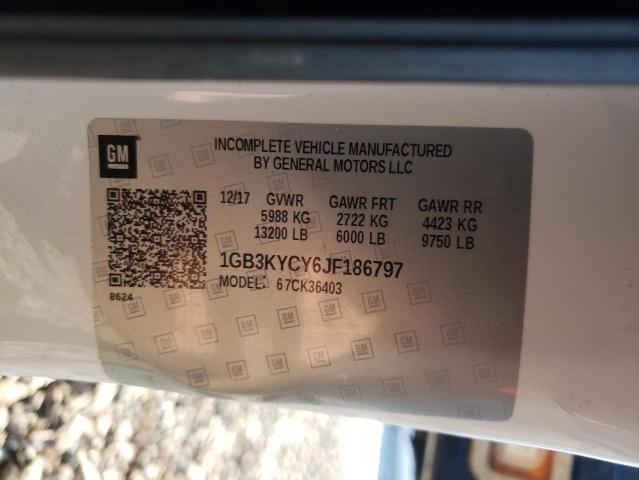 GM
INCOMPLETE VEHICLE MANUFACTURED
BY GENERAL MOTORS LLC
12/17 GVWR GAWR FRT GAWR RR
5988 KG 2722 KG 4423 KG
13200 LB 6000 LB 9750 LB
1GB3KYCY6JF186797
MODEL: 67CK36403
8624